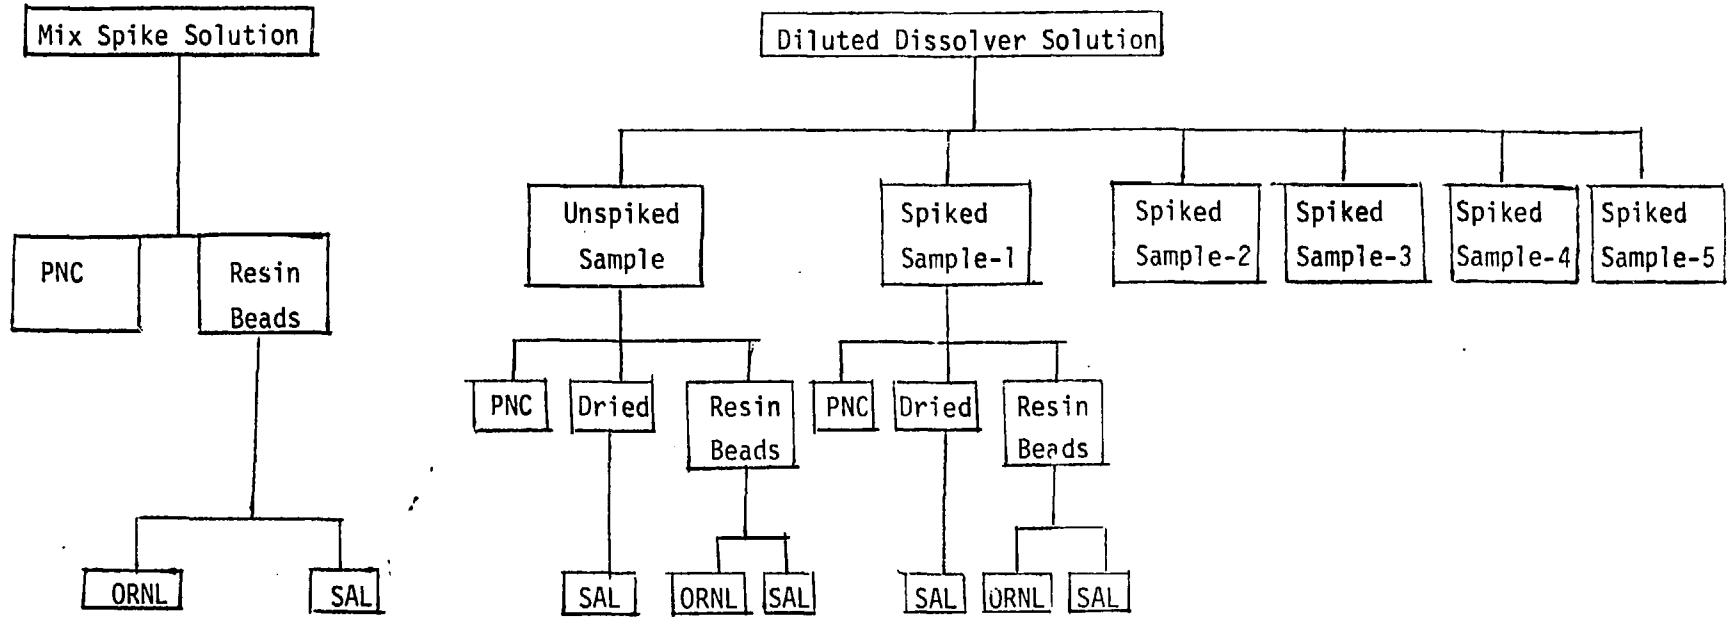 Mix Spike Solution
Diluted Dissolver Solution
Unspiked
Sample
Spiked
Sample-1
Spiked
Sample-2
Spiked
Sample-3
Spiked
Sample-4
Spiked
Sample-5
PNC
Resin
Beads
PNC
Dried
Resin
Beads
PNC
Dried
Resin
Beads
ORNL
SAL
SAL
ORNL
SAL
SAL
ORNL
SAL